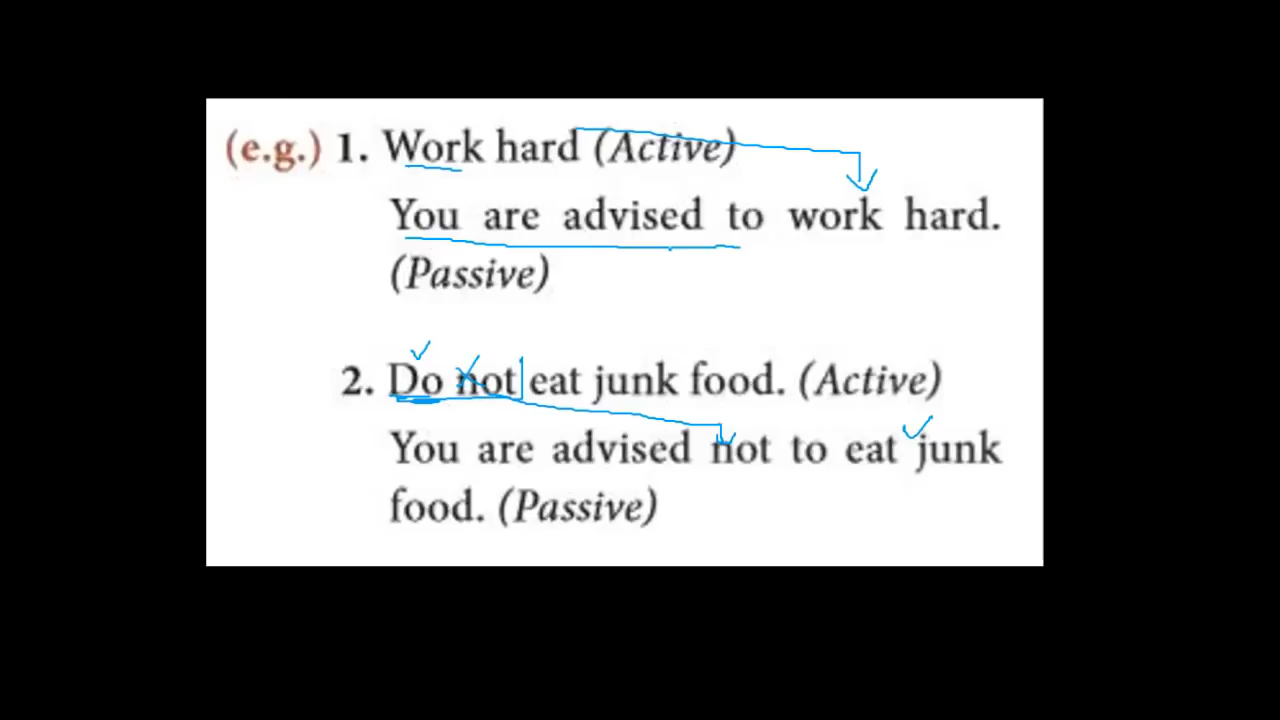 (e.g.) 1. Work hard (Active)
You are advised to work hard.
(Passive)
2. Do not eat junk food. (Active)
You are advised not to eat junk
food. (Passive)